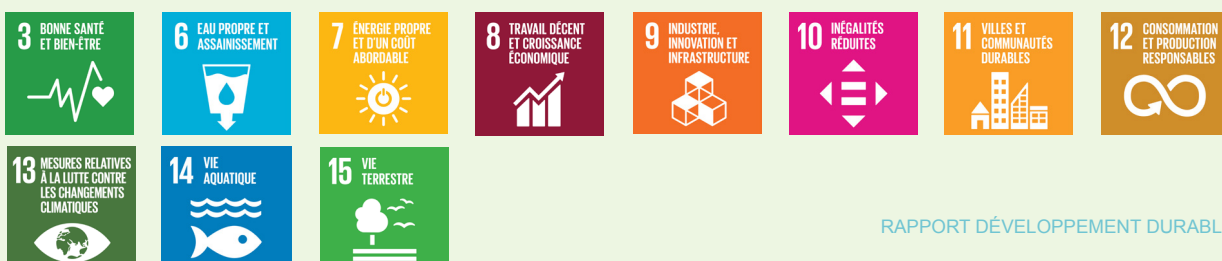 3 BONNE SANTÉ
ET BIEN-ÊTRE
6 EAU PROPRE ET
ASSAINISSEMENT
7 ÉNERGIE PROPRE
ET D'UN COÛT
ABORDABLE
8 TRAVAIL DÉCENT
ET CROISSANCE
ÉCONOMIQUE
9 INDUSTRIE,
INNOVATION ET
INFRASTRUCTURE
10 INÉGALITÉS
RÉDUITES
11 VILLES ET
COMMUNAUTÉS
DURABLES
12 CONSOMMATION
ET PRODUCTION
RESPONSABLES
13 MESURES RELATIVES
À LA LUTTE CONTRE
LES CHANGEMENTS
CLIMATIQUES
14 VIE
AQUATIQUE
15 VIE
TERRESTRE
RAPPORT DÉVELOPPEMENT DURABL